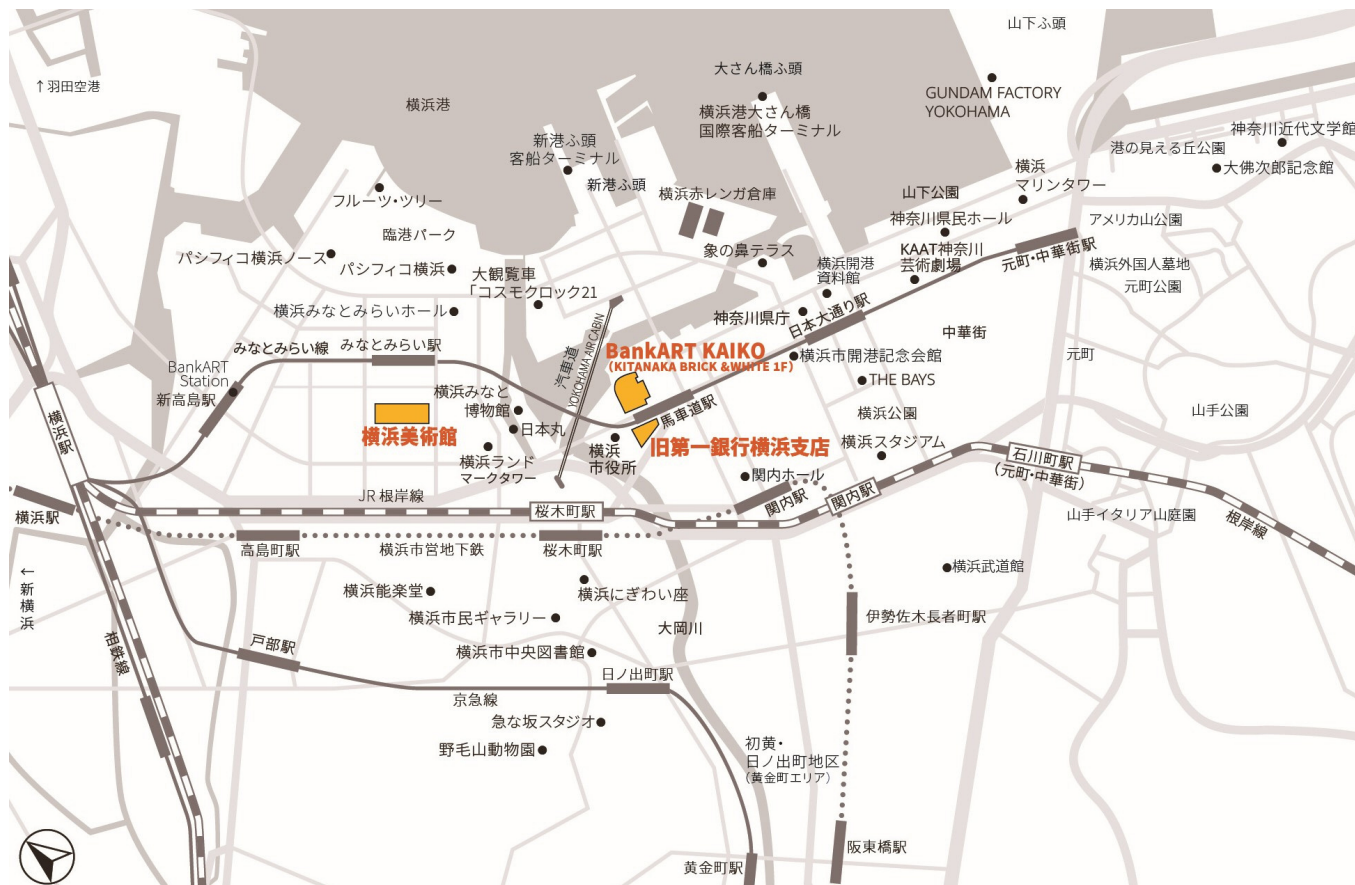 山下ふ頭
大さん橋ふ頭
↑羽田空港
GUNDAM FACTORY
YOKOHAMA
横浜港
横浜港大さん橋
国際客船ターミナル
神奈川近代文学館
新港ふ頭
客船ターミナル
港の見える丘公園
大佛次郎記念館
横浜
マリンタワー
新港ふ頭
横浜赤レンガ倉庫
山下公園
フルーツ・ツリー
神奈川県民ホール
アメリカ山公園
臨港パーク
象の鼻テラス
KAAT神奈川
芸術劇場
元町・中華街駅
パシフィコ横浜ノース
パシフィコ横浜
横浜開港
資料館
横浜外国人墓地
元町公園
大観覧車
「コスモクロック21
横浜みなとみらいホール
神奈川県庁
日本大通り駅
中華街
みなとみらい線
みなとみらい駅
汽車道
YOKOHAMA AIR CABIN
BankART KAIKO
(KITANAKA BRICK &WHITE 1F)
横浜市開港記念会館
元町
BankART
Station
新高島駅
THE BAYS
横浜みなと
博物館
馬車道駅
横浜公園
山手公園
横浜駅
横浜美術館
日本丸
横浜
市役所
旧第一銀行横浜支店
横浜スタジアム
横浜ランド
マークタワー
関内ホール
石川町駅
(元町・中華街)
JR 根岸線
関内駅
関内駅
横浜駅
桜木町駅
山手イタリア山庭園
根岸線
高島町駅
横浜市営地下鉄
桜木町駅
←新横浜
横浜武道館
横浜能楽堂
横浜にぎわい座
横浜市民ギャラリー
伊勢佐木長者町駅
大岡川
戸部駅
相鉄線
横浜市中央図書館
日ノ出町駅
京急線
急な坂スタジオ
野毛山動物園
初黄・
日ノ出町地区
(黄金町エリア)
阪東橋駅
黄金町駅